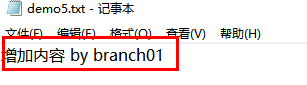 demo5.txt - 记事本
文件(F) 编辑(E) 格式(O) 查看(V) 帮助(H)
增加内容 by branch01